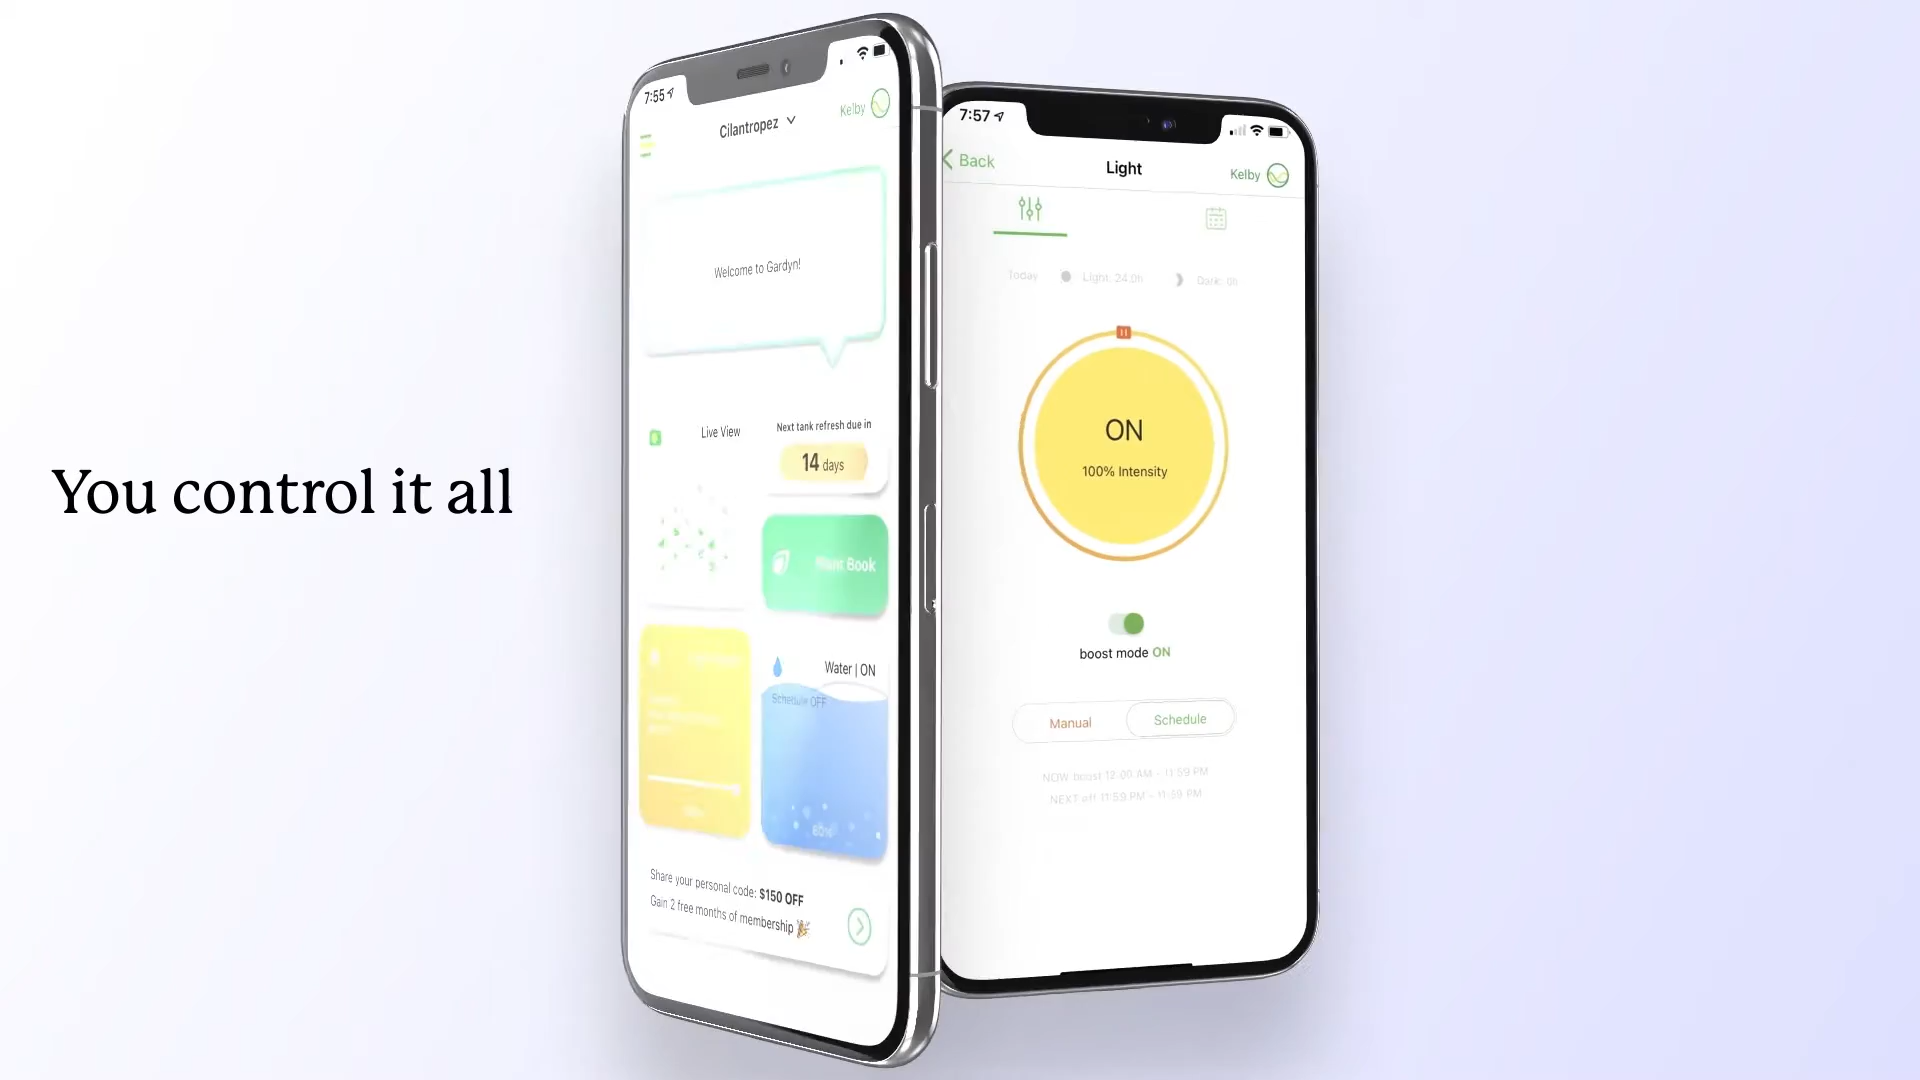 You control it all
7:55
Cilantropez
Kelby
Welcome to Gardyn!
Live View
Next tank refresh due in
14 days
Book
Water | ON
Schedule OFF
80%
Share your personal code: $150 OFF
Gain 2 free months of membership 🎉
7:57
Back
Light
Kelby
Today
Light: 24.0h
Dark: 0h
ON
100% Intensity
boost mode ON
Manual
Schedule
NOW boost 12:00 AM - 11:59 PM
NEXT off 11:59 PM - 11:59 PM